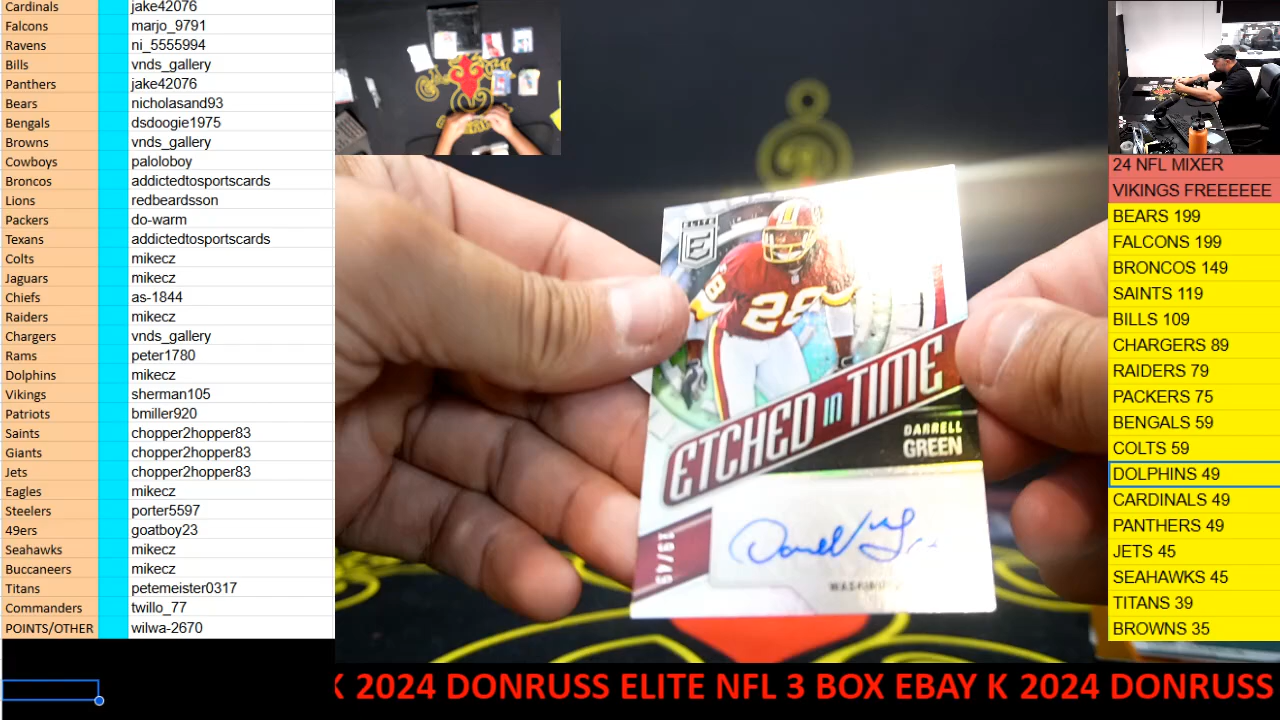 Cardinals jake42076
Falcons marjo_9791
Ravens ni_5555994
Bills vnds_gallery
Panthers jake42076
Bears nicholasand93
Bengals dsdoogie1975
Browns vnds_gallery
Cowboys paloloboy
Broncos addictedtosportscards
Lions redbeardsson
Packers do-warm
Texans addictedtosportscards
Colts mikecz
Jaguars mikecz
Chiefs as-1844
Raiders mikecz
Chargers vnds_gallery
Rams peter1780
Dolphins mikecz
Vikings sherman105
Patriots bmiller920
Saints chopper2hopper83
Giants chopper2hopper83
Jets chopper2hopper83
Eagles mikecz
Steelers porter5597
49ers goatboy23
Seahawks mikecz
Buccaneers mikecz
Titans petemeister0317
Commanders twillo_77
POINTS/OTHER wilwa-2670
ELITE
E
28
ETCHED in TIME
DARRELL
GREEN
19/49
24 NFL MIXER
VIKINGS FREEEEEE
BEARS 199
FALCONS 199
BRONCOS 149
SAINTS 119
BILLS 109
CHARGERS 89
RAIDERS 79
PACKERS 75
BENGALS 59
COLTS 59
DOLPHINS 49
CARDINALS 49
PANTHERS 49
JETS 45
SEAHAWKS 45
TITANS 39
BROWNS 35
K 2024 DONRUSS ELITE NFL 3 BOX EBAY K 2024 DONRUSS